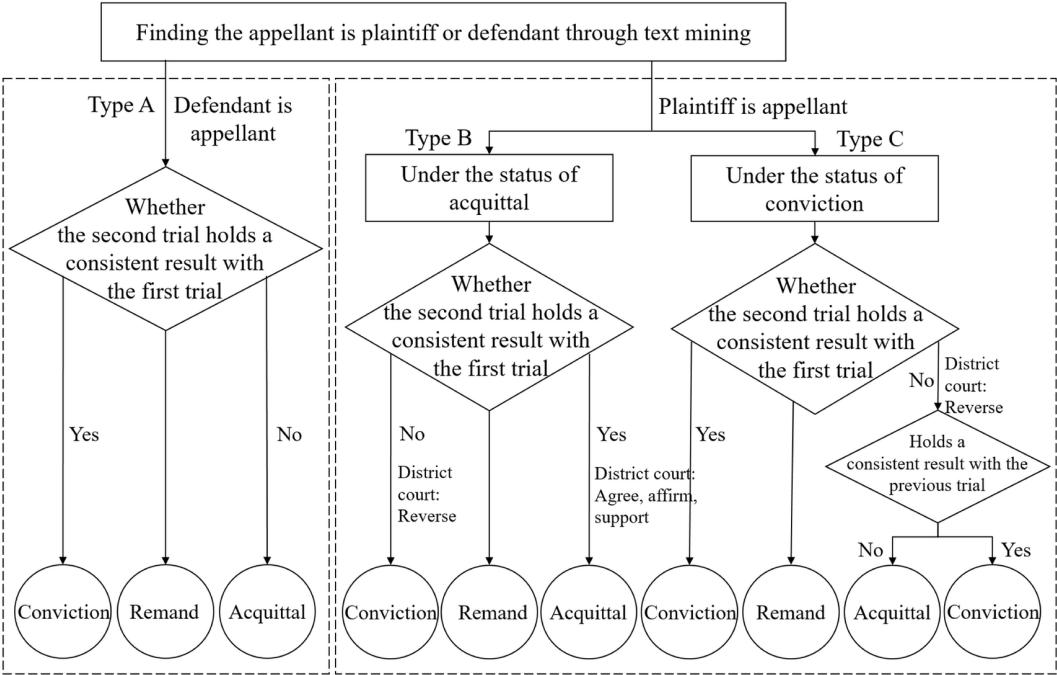 Finding the appellant is plaintiff or defendant through text mining
Type A
Defendant is
appellant
Whether
the second trial holds a
consistent result with
the first trial
Yes
No
Conviction
Remand
Acquittal
Plaintiff is appellant
Type B
Under the status of
acquittal
Whether
the second trial holds a
consistent result with
the first trial
No
District
court:
Reverse
Yes
District court:
Agree, affirm,
support
Conviction
Remand
Acquittal
Type C
Under the status of
conviction
Whether
the second trial holds a
consistent result with
the first trial
Yes
No
District
court:
Reverse
Holds a
consistent result with the
previous trial
No
Yes
Conviction
Remand
Acquittal
Conviction